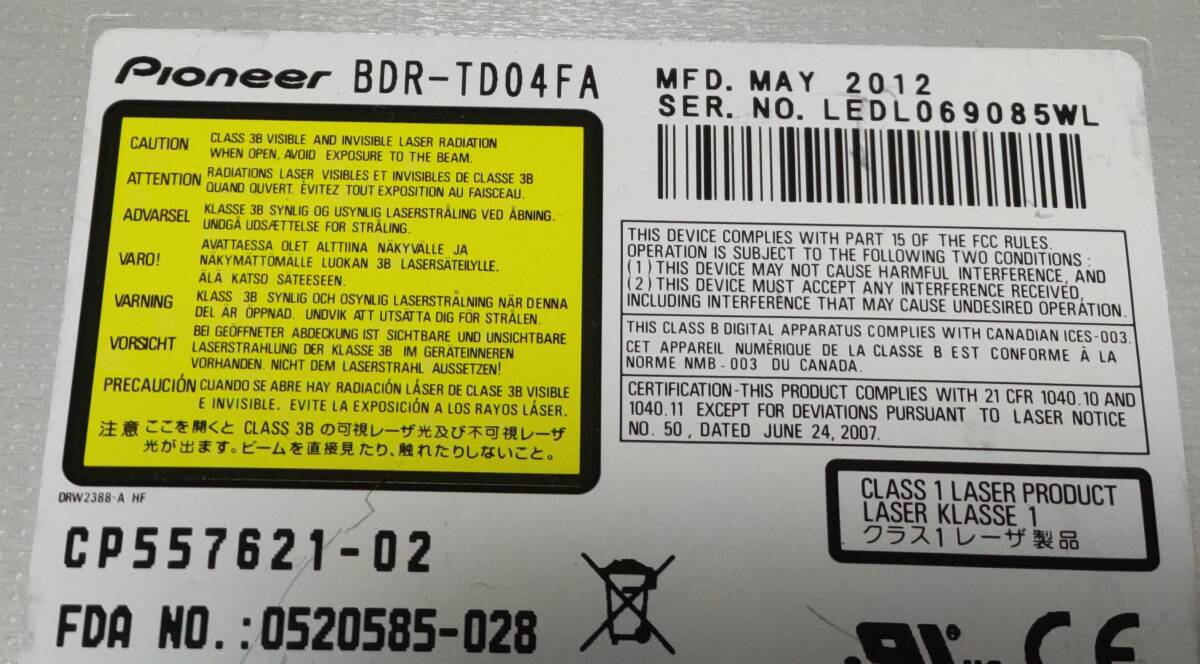 Pioneer BDR-TD04FA
MFD. MAY 2012
SER. NO. LEDL069085WL
CAUTION CLASS 3B VISIBLE AND INVISIBLE LASER RADIATION
WHEN OPEN, AVOID EXPOSURE TO THE BEAM.
ATTENTION RADIATIONS LASER VISIBLES ET INVISIBLES DE CLASSE 3B
QUAND OUVERT. ÉVITEZ TOUT EXPOSITION AU FAISCEAU.
ADVARSEL KLASSE 3B SYNLIG OG USYNLIG LASERSTRÅLING VED ÅBNING.
UNDGÅ UDSÆTTELSE FOR STRÅLING.
VARO! AVATTAESSA OLET ALTTIINA NÄKYVÄLLE JA
NÄKYMÄTTÖMÄLLE LUOKAN 3B LASERSÄTEILYLLE.
ÄLÄ KATSO SÄTEESEEN.
VARNING KLASS 3B SYNLIG OCH OSYNLIG LASERSTRÅLNING NÄR DENNA
DEL ÄR ÖPPNAD. UNDVIK ATT UTSÄTTA DIG FÖR STRÅLEN.
VORSICHT BEI GEÖFFNETER ABDECKUNG IST SICHTBARE UND UNSICHTBARE
LASERSTRAHLUNG DER KLASSE 3B IM GERÄTEINNEREN
VORHANDEN. NICHT DEM LASERSTRAHL AUSSETZEN!
PRECAUCIÓN CUANDO SE ABRE HAY RADIACIÓN LÁSER DE CLASE 3B VISIBLE
E INVISIBLE. EVITE LA EXPOSICIÓN A LOS RAYOS LÁSER.
注意 ここを開くと CLASS 3B の可視レーザ光及び不可視レーザ
光が出ます。ビームを直接見たり、触れたりしないこと。
DRW2388-A HF
THIS DEVICE COMPLIES WITH PART 15 OF THE FCC RULES.
OPERATION IS SUBJECT TO THE FOLLOWING TWO CONDITIONS :
(1) THIS DEVICE MAY NOT CAUSE HARMFUL INTERFERENCE, AND
(2) THIS DEVICE MUST ACCEPT ANY INTERFERENCE RECEIVED,
INCLUDING INTERFERENCE THAT MAY CAUSE UNDESIRED OPERATION.
THIS CLASS B DIGITAL APPARATUS COMPLIES WITH CANADIAN ICES-003.
CET APPAREIL NUMÈRIQUE DE LA CLASSE B EST CONFORME À LA
NORME NMB-003 DU CANADA.
CERTIFICATION-THIS PRODUCT COMPLIES WITH 21 CFR 1040.10 AND
1040.11 EXCEPT FOR DEVIATIONS PURSUANT TO LASER NOTICE
NO. 50, DATED JUNE 24, 2007.
CLASS 1 LASER PRODUCT
LASER KLASSE 1
クラス1 レーザ製品
CP557621-02
FDA NO.:0520585-028
CE